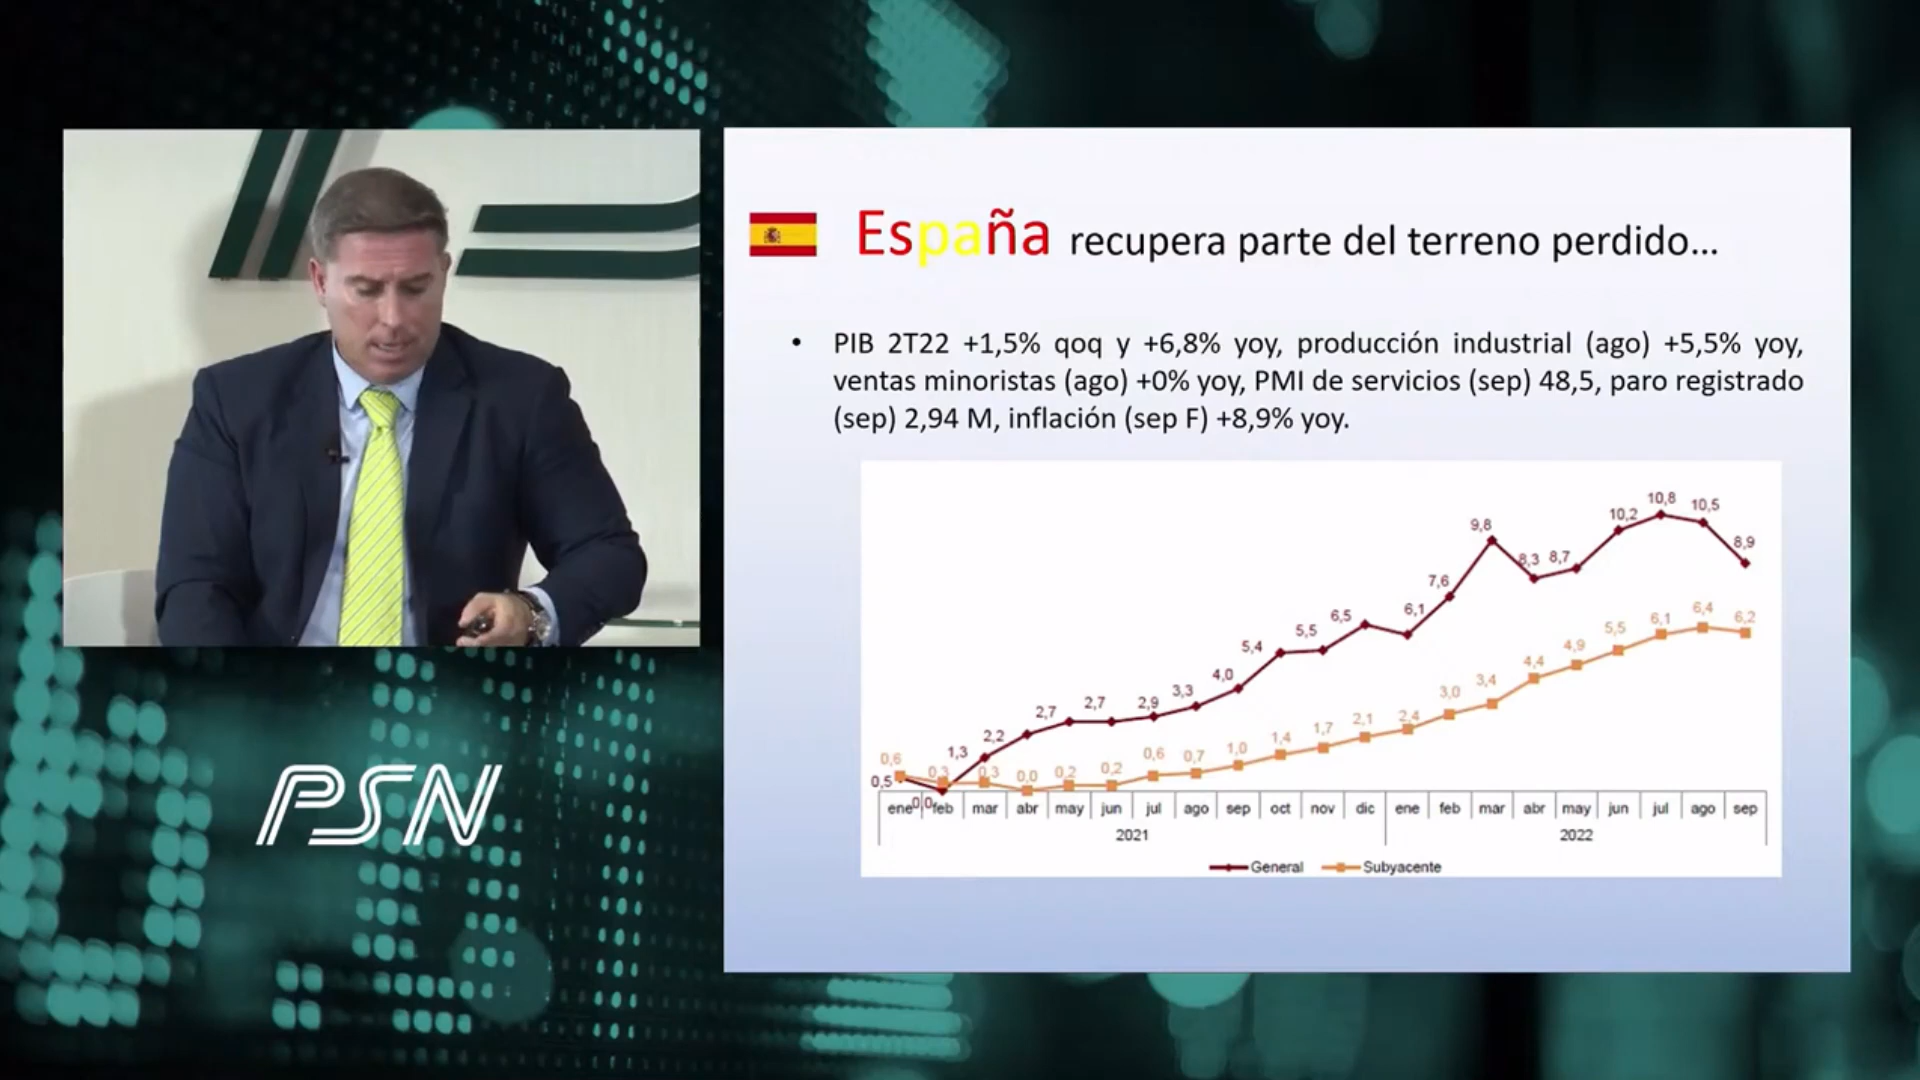 España recupera parte del terreno perdido...
• PIB 2T22 +1,5% qoq y +6,8% yoy, producción industrial (ago) +5,5% yoy,
ventas minoristas (ago) +0% yoy, PMI de servicios (sep) 48,5, paro registrado
(sep) 2,94 M, inflación (sep F) +8,9% yoy.
0,5 0,0 1,3 2,2 2,7 2,7 2,9 3,3 4,0 5,4 5,5 6,5 6,1 7,6 9,8 8,3 8,7 10,2 10,8 10,5 8,9
0,6 0,3 0,3 0,0 0,2 0,2 0,6 0,7 1,0 1,4 1,7 2,1 2,4 3,0 3,4 4,4 4,9 5,5 6,1 6,4 6,2
ene feb mar abr may jun jul ago sep oct nov dic ene feb mar abr may jun jul ago sep
2021 2022
General Subyacente
PSN